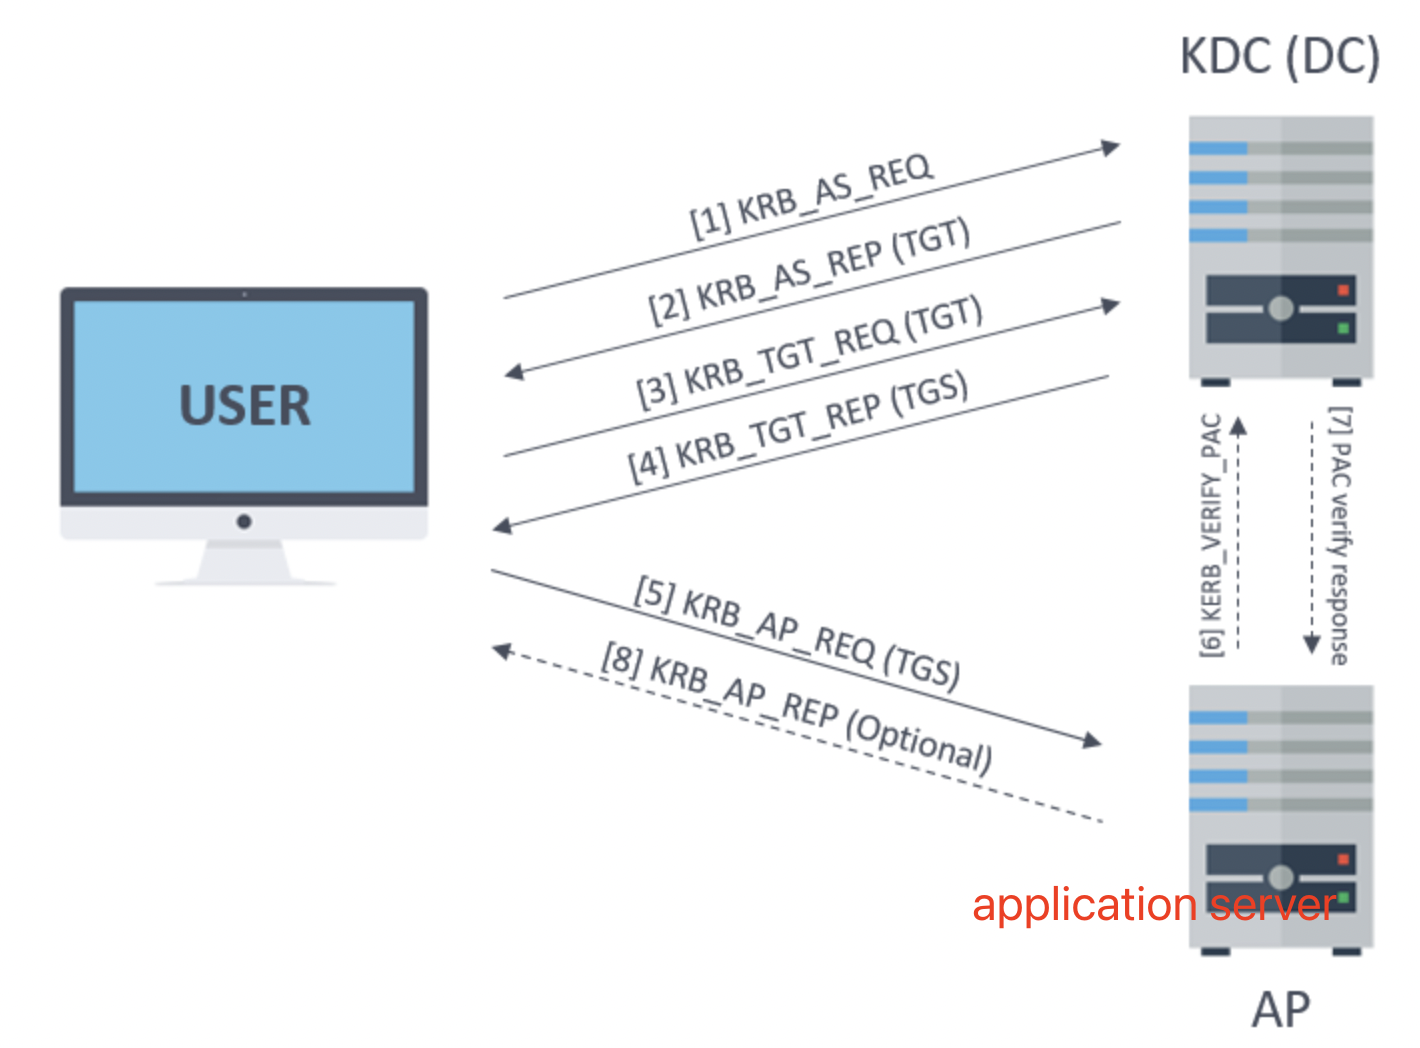 KDC (DC)
[1] KRB_AS_REQ
[2] KRB_AS_REP (TGT)
[3] KRB_TGT_REQ (TGT)
[4] KRB_TGT_REP (TGS)
USER
[6] KERB_VERIFY_PAC
[7] PAC verify response
[5] KRB_AP_REQ (TGS)
[8] KRB_AP_REP (Optional)
application server
AP